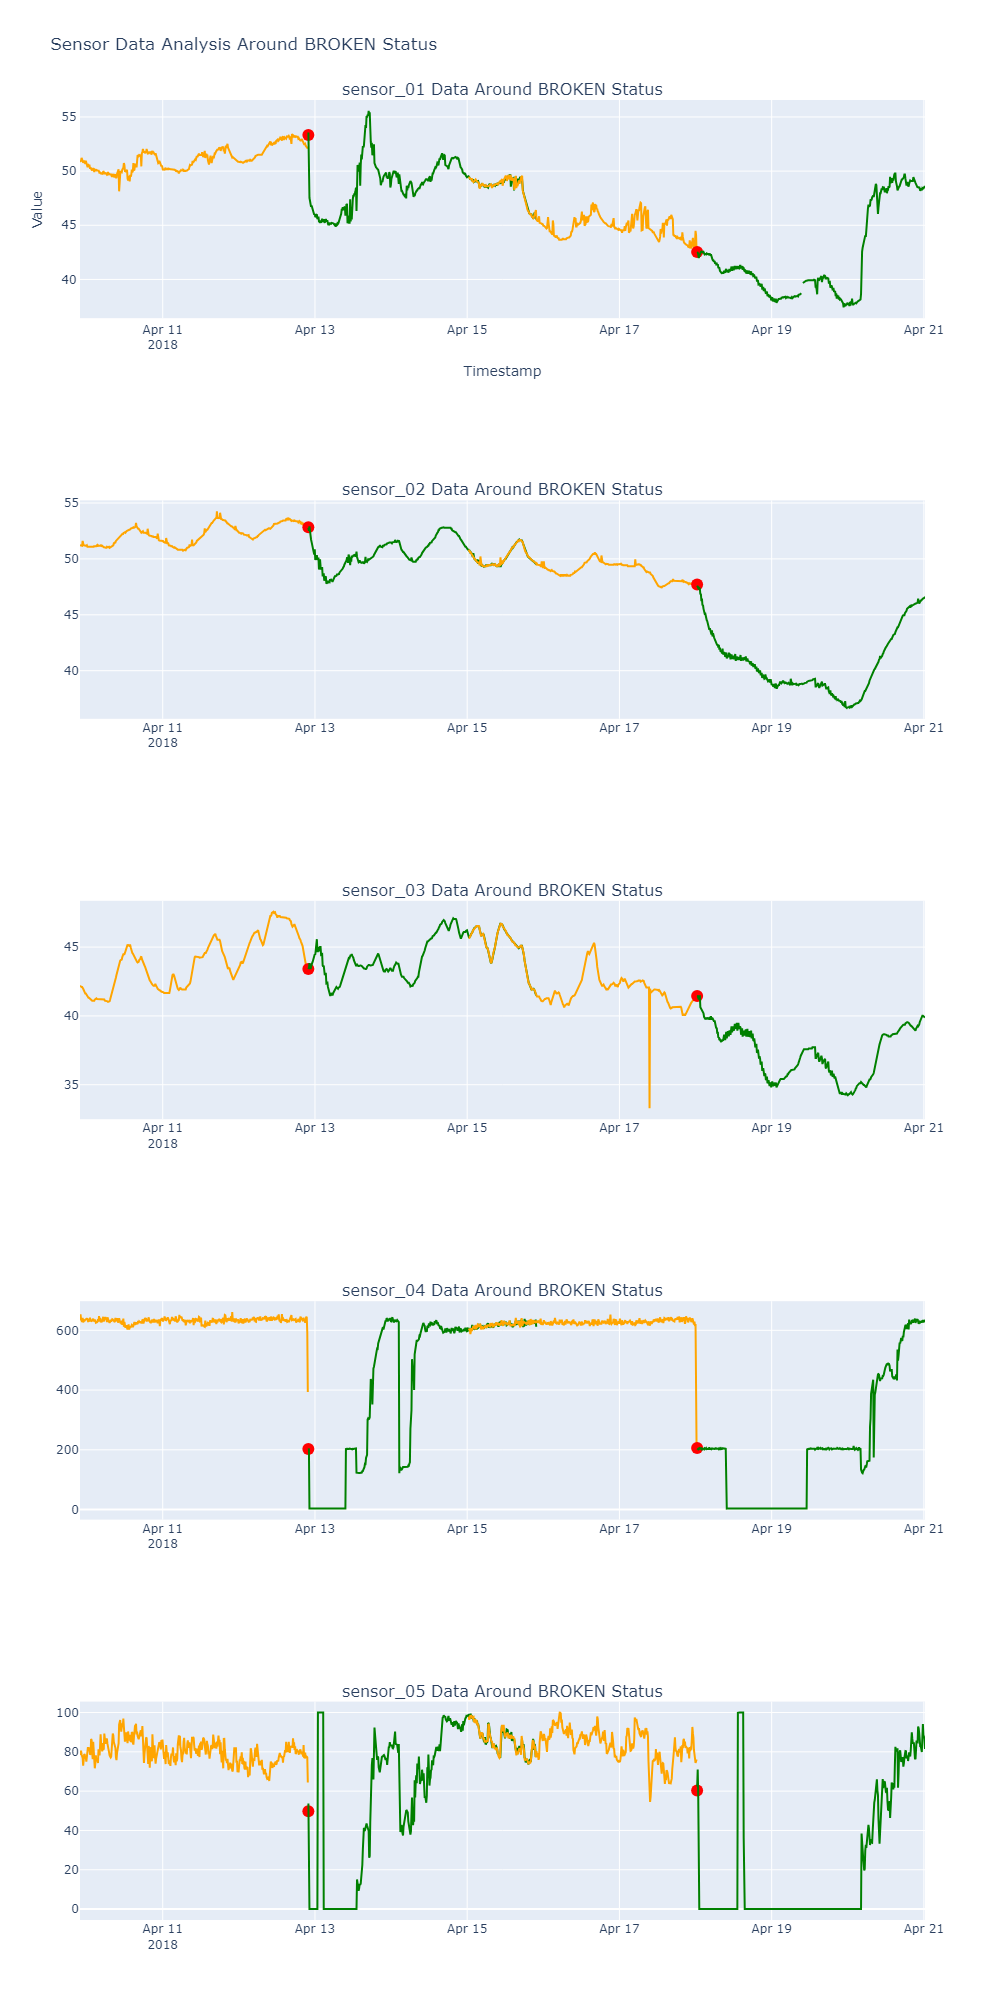 Sensor Data Analysis Around BROKEN Status
sensor_01 Data Around BROKEN Status
55
50
45
40
Value
Apr 11 Apr 13 Apr 15 Apr 17 Apr 19 Apr 21
2018
Timestamp
sensor_02 Data Around BROKEN Status
55
50
45
40
Apr 11 Apr 13 Apr 15 Apr 17 Apr 19 Apr 21
2018
sensor_03 Data Around BROKEN Status
45
40
35
Apr 11 Apr 13 Apr 15 Apr 17 Apr 19 Apr 21
2018
sensor_04 Data Around BROKEN Status
600
400
200
0
Apr 11 Apr 13 Apr 15 Apr 17 Apr 19 Apr 21
2018
sensor_05 Data Around BROKEN Status
100
80
60
40
20
0
Apr 11 Apr 13 Apr 15 Apr 17 Apr 19 Apr 21
2018